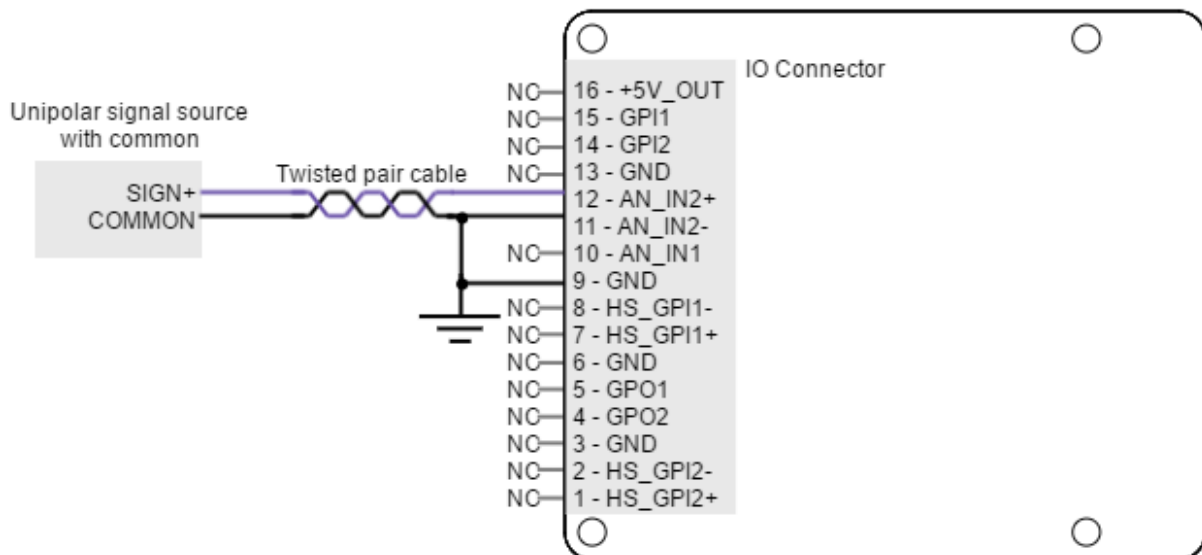 IO Connector
Unipolar signal source
with common
SIGN+
COMMON
Twisted pair cable
NC 16 - +5V_OUT
NC 15 - GPI1
NC 14 - GPI2
NC 13 - GND
12 - AN_IN2+
11 - AN_IN2-
NC 10 - AN_IN1
9 - GND
NC 8 - HS_GPI1-
NC 7 - HS_GPI1+
NC 6 - GND
NC 5 - GPO1
NC 4 - GPO2
NC 3 - GND
NC 2 - HS_GPI2-
NC 1 - HS_GPI2+